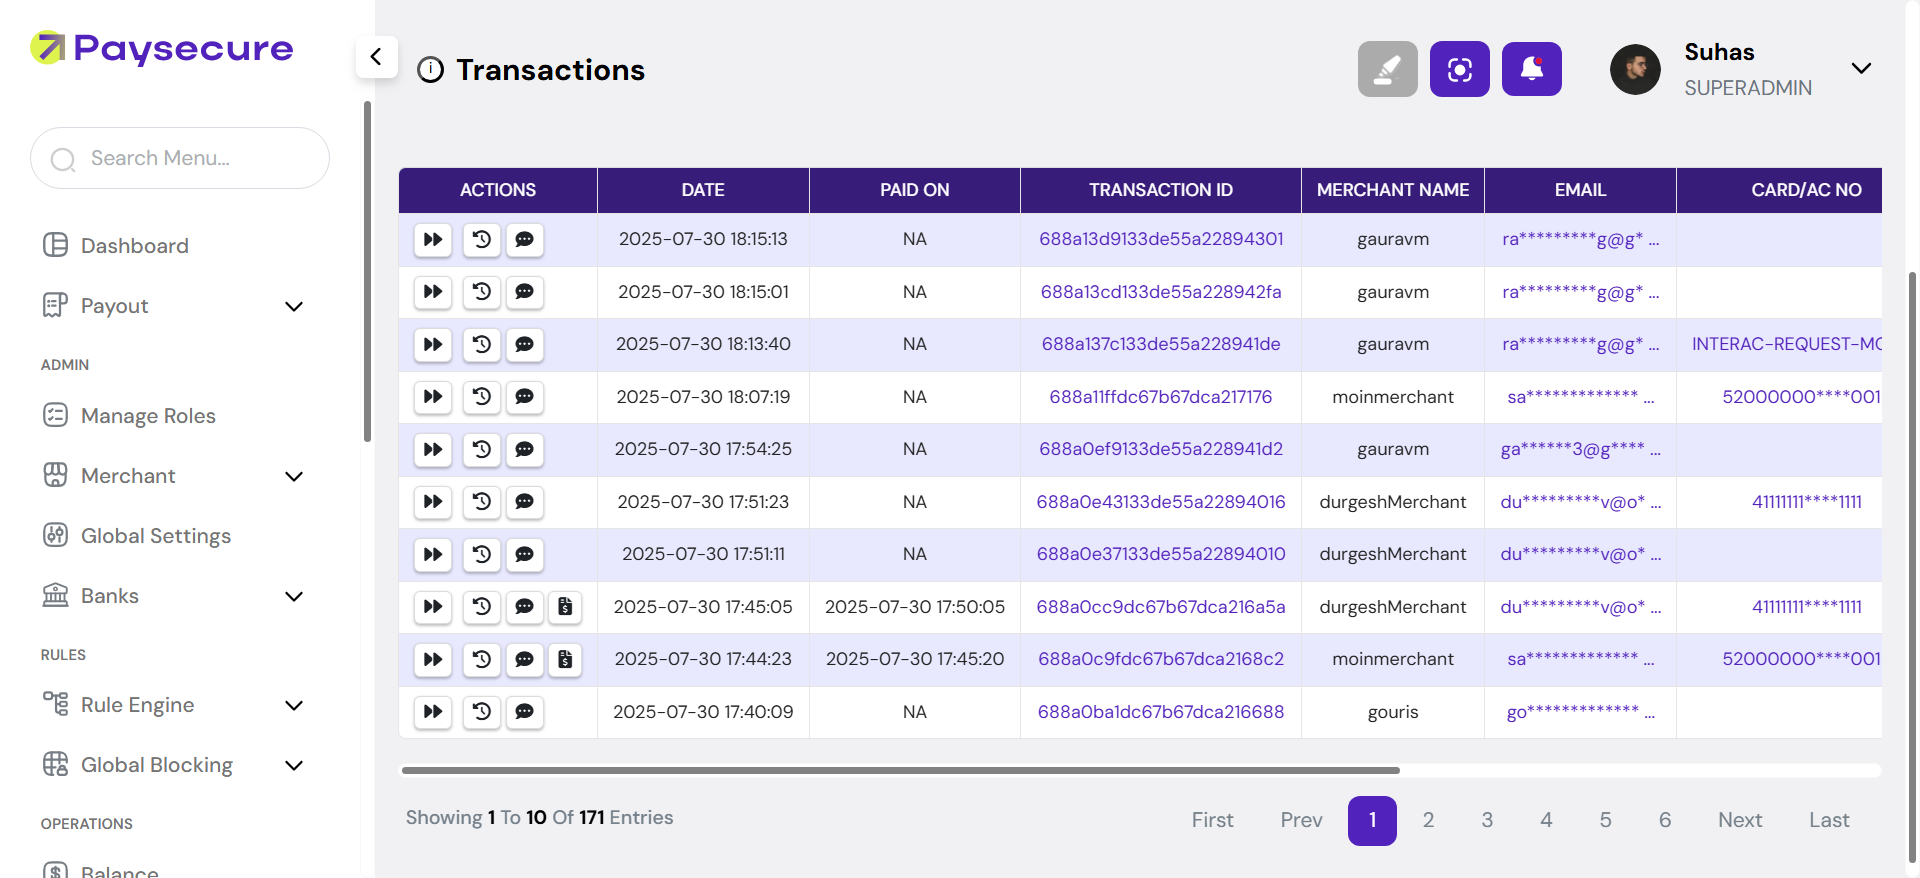 Paysecure
Search Menu...
Dashboard
Payout
ADMIN
Manage Roles
Merchant
Global Settings
Banks
RULES
Rule Engine
Global Blocking
OPERATIONS
Balance
Transactions
Suhas
SUPERADMIN
ACTIONS DATE PAID ON TRANSACTION ID MERCHANT NAME EMAIL CARD/AC NO
2025-07-30 18:15:13 NA 688a13d9133de55a22894301 gauravm ra*********g@g* ...
2025-07-30 18:15:01 NA 688a13cd133de55a228942fa gauravm ra*********g@g* ...
2025-07-30 18:13:40 NA 688a137c133de55a228941de gauravm ra*********g@g* ... INTERAC-REQUEST-MO
2025-07-30 18:07:19 NA 688a11ffdc67b67dca217176 moinmerchant sa************* ... 52000000****001
2025-07-30 17:54:25 NA 688a0ef9133de55a228941d2 gauravm ga******3@g**** ...
2025-07-30 17:51:23 NA 688a0e43133de55a22894016 durgeshMerchant du*********v@o* ... 41111111****1111
2025-07-30 17:51:11 NA 688a0e37133de55a22894010 durgeshMerchant du*********v@o* ...
2025-07-30 17:45:05 2025-07-30 17:50:05 688a0cc9dc67b67dca216a5a durgeshMerchant du*********v@o* ... 41111111****1111
2025-07-30 17:44:23 2025-07-30 17:45:20 688a0c9fdc67b67dca2168c2 moinmerchant sa************* ... 52000000****001
2025-07-30 17:40:09 NA 688a0ba1dc67b67dca216688 gouris go************* ...
Showing 1 To 10 Of 171 Entries
First Prev 1 2 3 4 5 6 Next Last